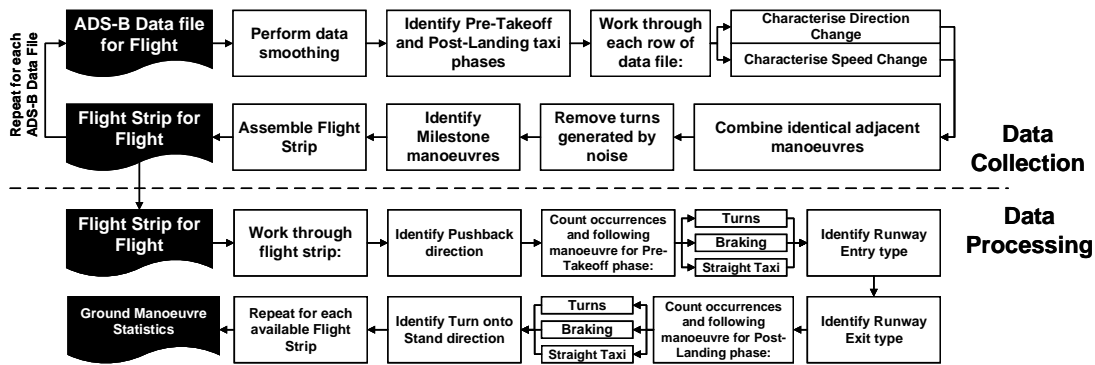 Repeat for each
ADS-B Data File
ADS-B Data file
for Flight
Perform data
smoothing
Identify Pre-Takeoff
and Post-Landing taxi
phases
Work through
each row of
data file:
Characterise Direction
Change
Characterise Speed Change
Flight Strip for
Flight
Assemble Flight
Strip
Identify
Milestone
manoeuvres
Remove turns
generated by
noise
Combine identical adjacent
manoeuvres
Data
Collection
Flight Strip for
Flight
Work through
flight strip:
Identify Pushback
direction
Count occurrences
and following
manoeuvre for Pre-
Takeoff phase:
Turns
Braking
Straight Taxi
Identify Runway
Entry type
Data
Processing
Ground Manoeuvre
Statistics
Repeat for each
available Flight
Strip
Identify Turn onto
Stand direction
Turns
Braking
Straight Taxi
Count occurrences
and following
manoeuvre for Post-
Landing phase:
Identify Runway
Exit type